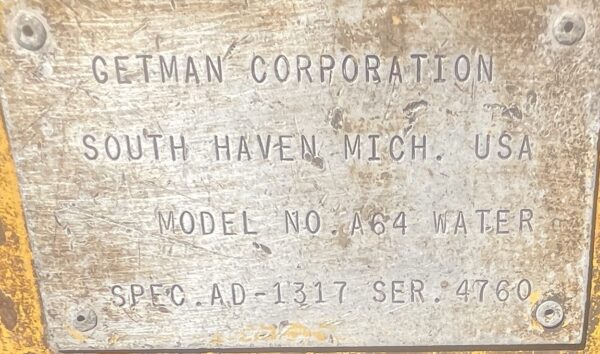 GETMAN CORPORATION
SOUTH HAVEN MICH. USA
MODEL NO. A64 WATER
SPEC. AD-1317 SER. 4760